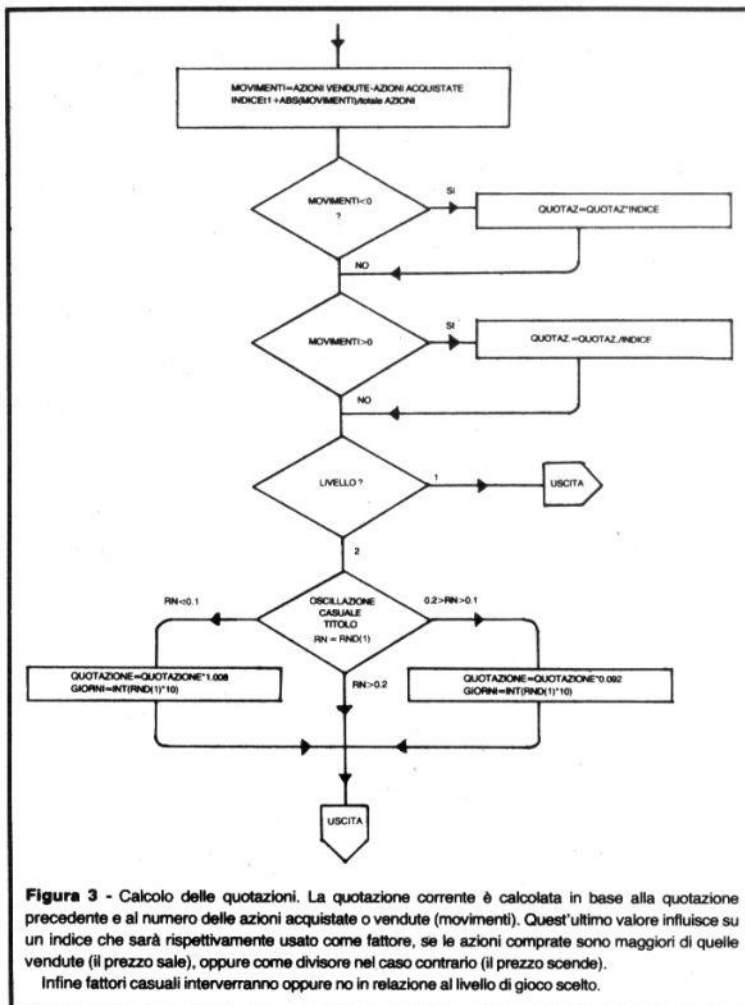 MOVIMENTI=AZIONI VENDUTE-AZIONI ACQUISTATE
INDICEt1+ABS(MOVIMENTI)/totale AZIONI
MOVIMENTI<0
?
SI
QUOTAZ=QUOTAZ*INDICE
NO
MOVIMENTI>0
SI
QUOTAZ.=QUOTAZ./INDICE
NO
LIVELLO ?
1
USCITA
2
RN<0.1
OSCILLAZIONE
CASUALE
TITOLO
RN = RND(1)
0.2>RN>0.1
QUOTAZIONE=QUOTAZIONE*1.008
GIORNI=INT(RND(1)*10)
RN>0.2
QUOTAZIONE=QUOTAZIONE*0.092
GIORNI=INT(RND(1)*10)
USCITA
Figura 3 - Calcolo delle quotazioni. La quotazione corrente è calcolata in base alla quotazione
precedente e al numero delle azioni acquistate o vendute (movimenti). Quest'ultimo valore influisce su
un indice che sarà rispettivamente usato come fattore, se le azioni comprate sono maggiori di quelle
vendute (il prezzo sale), oppure come divisore nel caso contrario (il prezzo scende).
Infine fattori casuali interverranno oppure no in relazione al livello di gioco scelto.